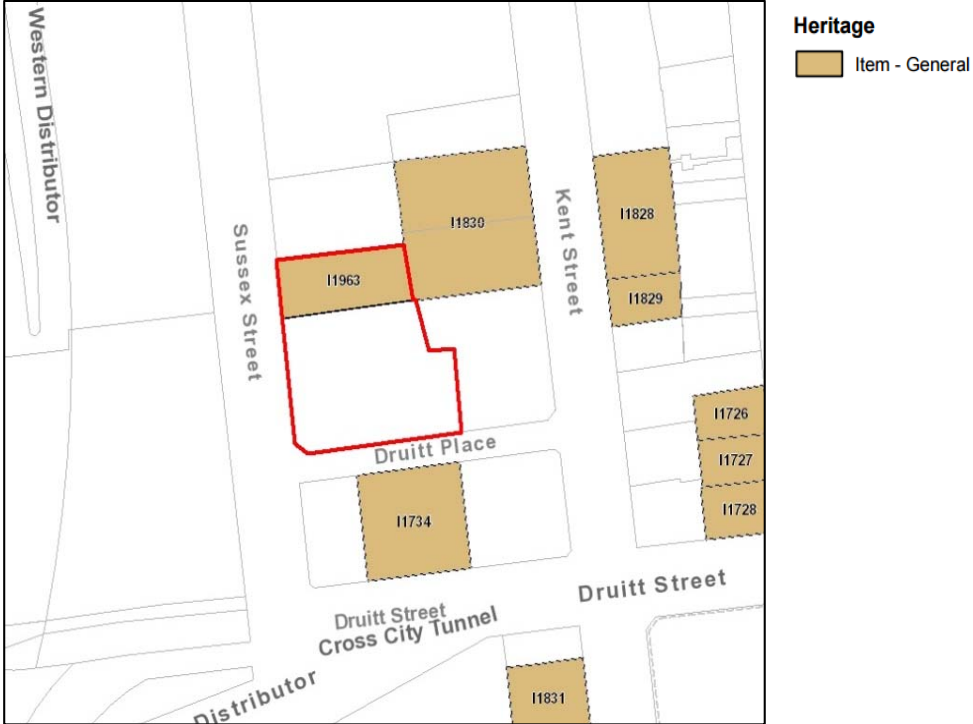 Heritage
Item - General
Western Distributor
Sussex Street
Kent Street
I1830
I1828
I1963
I1829
I1726
Druitt Place
I1727
I1734
I1728
Druitt Street
Druitt Street
Cross City Tunnel
Distributor
I1831